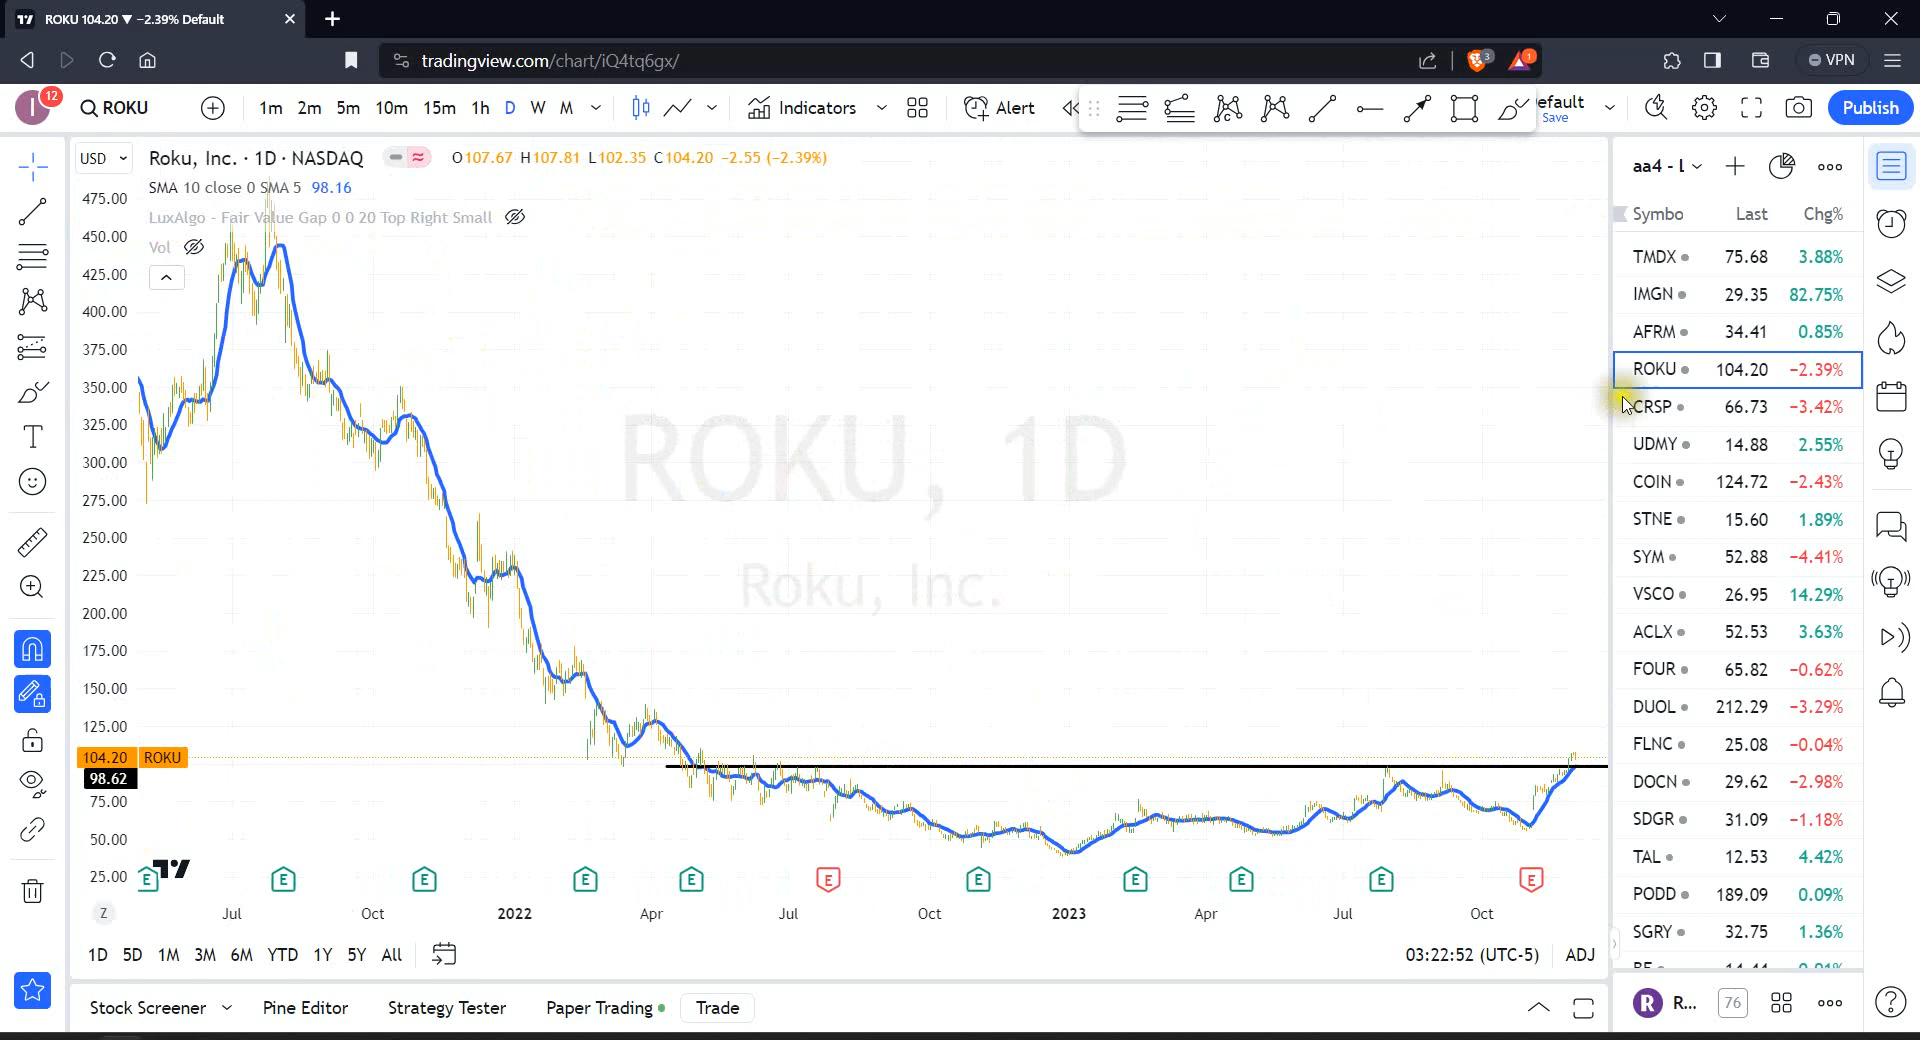 ROKU 104.20 ▼ −2.39% Default
tradingview.com/chart/iQ4tq6gx/
3
1
VPN
I
12
ROKU
1m 2m 5m 10m 15m 1h D W M
Indicators
Alert
efault
Save
Publish
USD
Roku, Inc. · 1D · NASDAQ
O107.67 H107.81 L102.35 C104.20 −2.55 (−2.39%)
SMA 10 close 0 SMA 5 98.16
LuxAlgo - Fair Value Gap 0 0 20 Top Right Small
Vol
475.00
450.00
425.00
400.00
375.00
350.00
325.00
300.00
275.00
250.00
225.00
200.00
175.00
150.00
125.00
104.20 ROKU
98.62
75.00
50.00
25.00
ROKU, 1D
Roku, Inc.
E E E E E E E E E E E
Z
Jul Oct 2022 Apr Jul Oct 2023 Apr Jul Oct
1D 5D 1M 3M 6M YTD 1Y 5Y All
03:22:52 (UTC-5) ADJ
Stock Screener Pine Editor Strategy Tester Paper Trading Trade
aa4 - L
Symbo Last Chg%
TMDX 75.68 3.88%
IMGN 29.35 82.75%
AFRM 34.41 0.85%
ROKU 104.20 −2.39%
CRSP 66.73 −3.42%
UDMY 14.88 2.55%
COIN 124.72 −2.43%
STNE 15.60 1.89%
SYM 52.88 −4.41%
VSCO 26.95 14.29%
ACLX 52.53 3.63%
FOUR 65.82 −0.62%
DUOL 212.29 −3.29%
FLNC 25.08 −0.04%
DOCN 29.62 −2.98%
SDGR 31.09 −1.18%
TAL 12.53 4.42%
PODD 189.09 0.09%
SGRY 32.75 1.36%
R R... 76